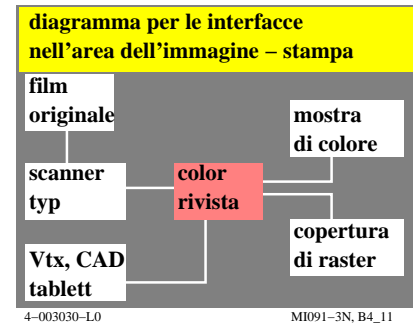 diagramma per le interfacce
nell'area dell'immagine – stampa
film
originale
mostra
di colore
scanner
typ
color
rivista
copertura
di raster
Vtx, CAD
tablett
4–003030–L0
MI091–3N, B4_11